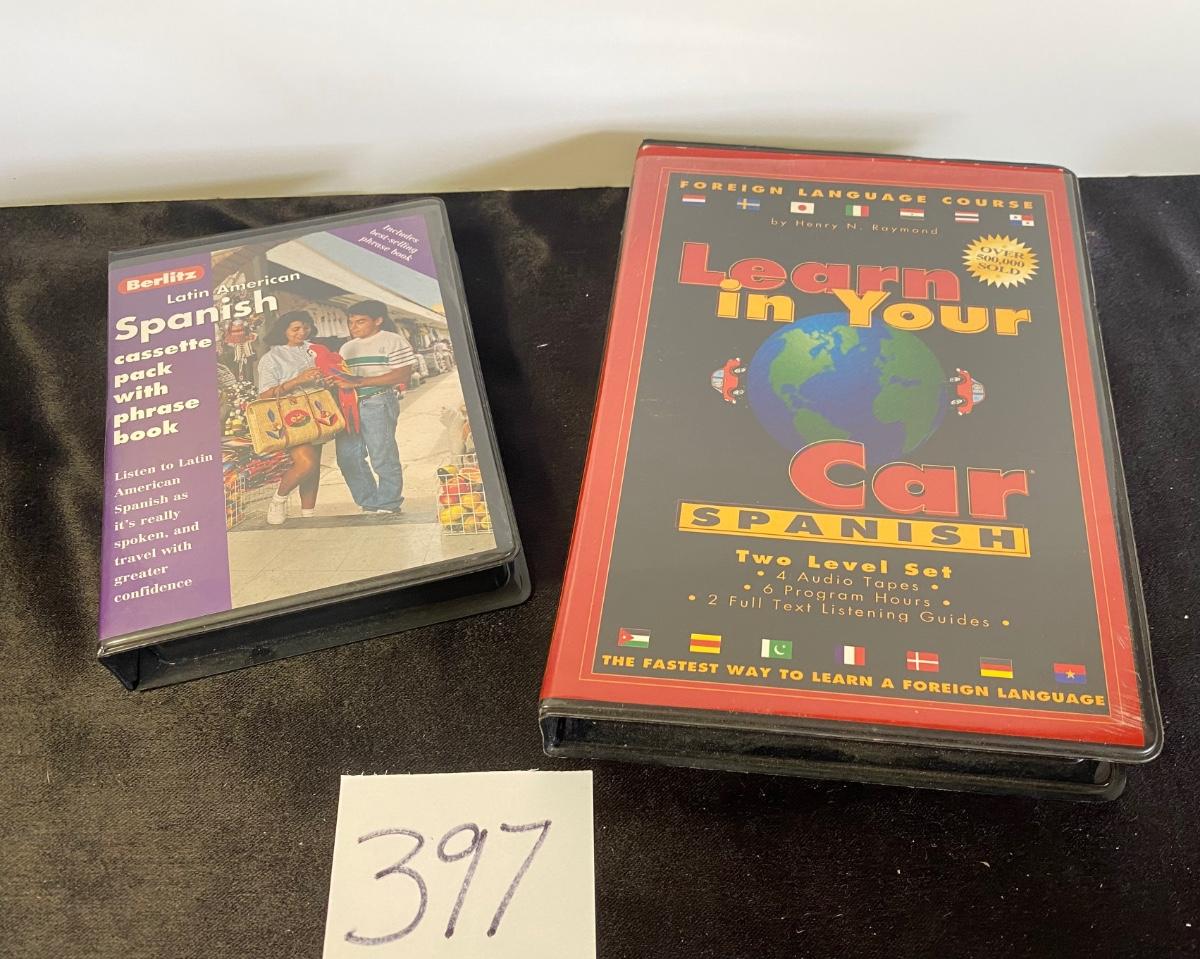 Berlitz
Latin American
Spanish
cassette
pack
with
phrase
book
Listen to Latin
American
Spanish as
it's really
spoken, and
travel with
greater
confidence
Includes
best-selling
phrase book
FOREIGN LANGUAGE COURSE
by Henry N. Raymond
OVER
500,000
SOLD
Learn
in Your
Car
SPANISH
Two Level Set
• 4 Audio Tapes •
• 6 Program Hours •
• 2 Full Text Listening Guides •
THE FASTEST WAY TO LEARN A FOREIGN LANGUAGE
397